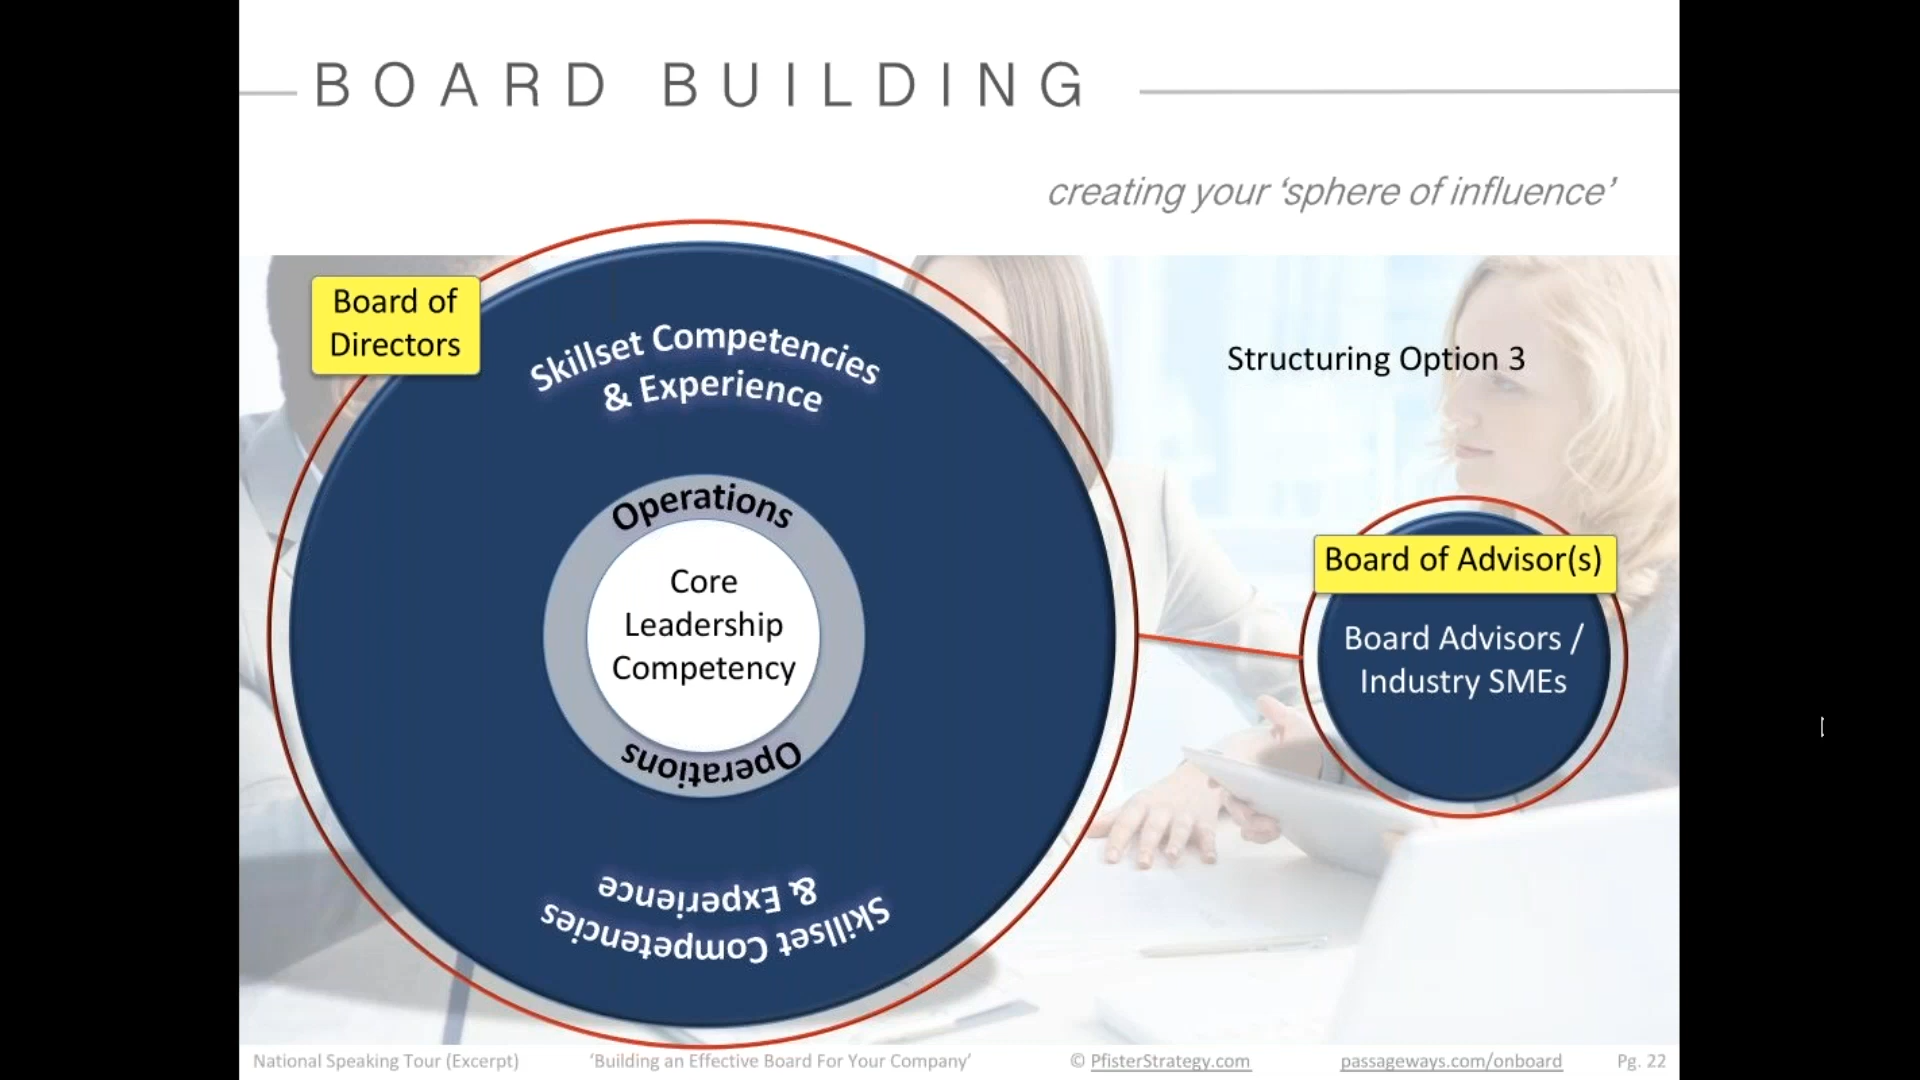 BOARD BUILDING
creating your ‘sphere of influence’
Board of
Directors
Skillset Competencies
& Experience
Structuring Option 3
Operations
Core
Leadership
Competency
Operations
& Experience
Skillset Competencies
Board of Advisor(s)
Board Advisors /
Industry SMEs
National Speaking Tour (Excerpt) ‘Building an Effective Board For Your Company’ © PfisterStrategy.com passageways.com/onboard Pg. 22